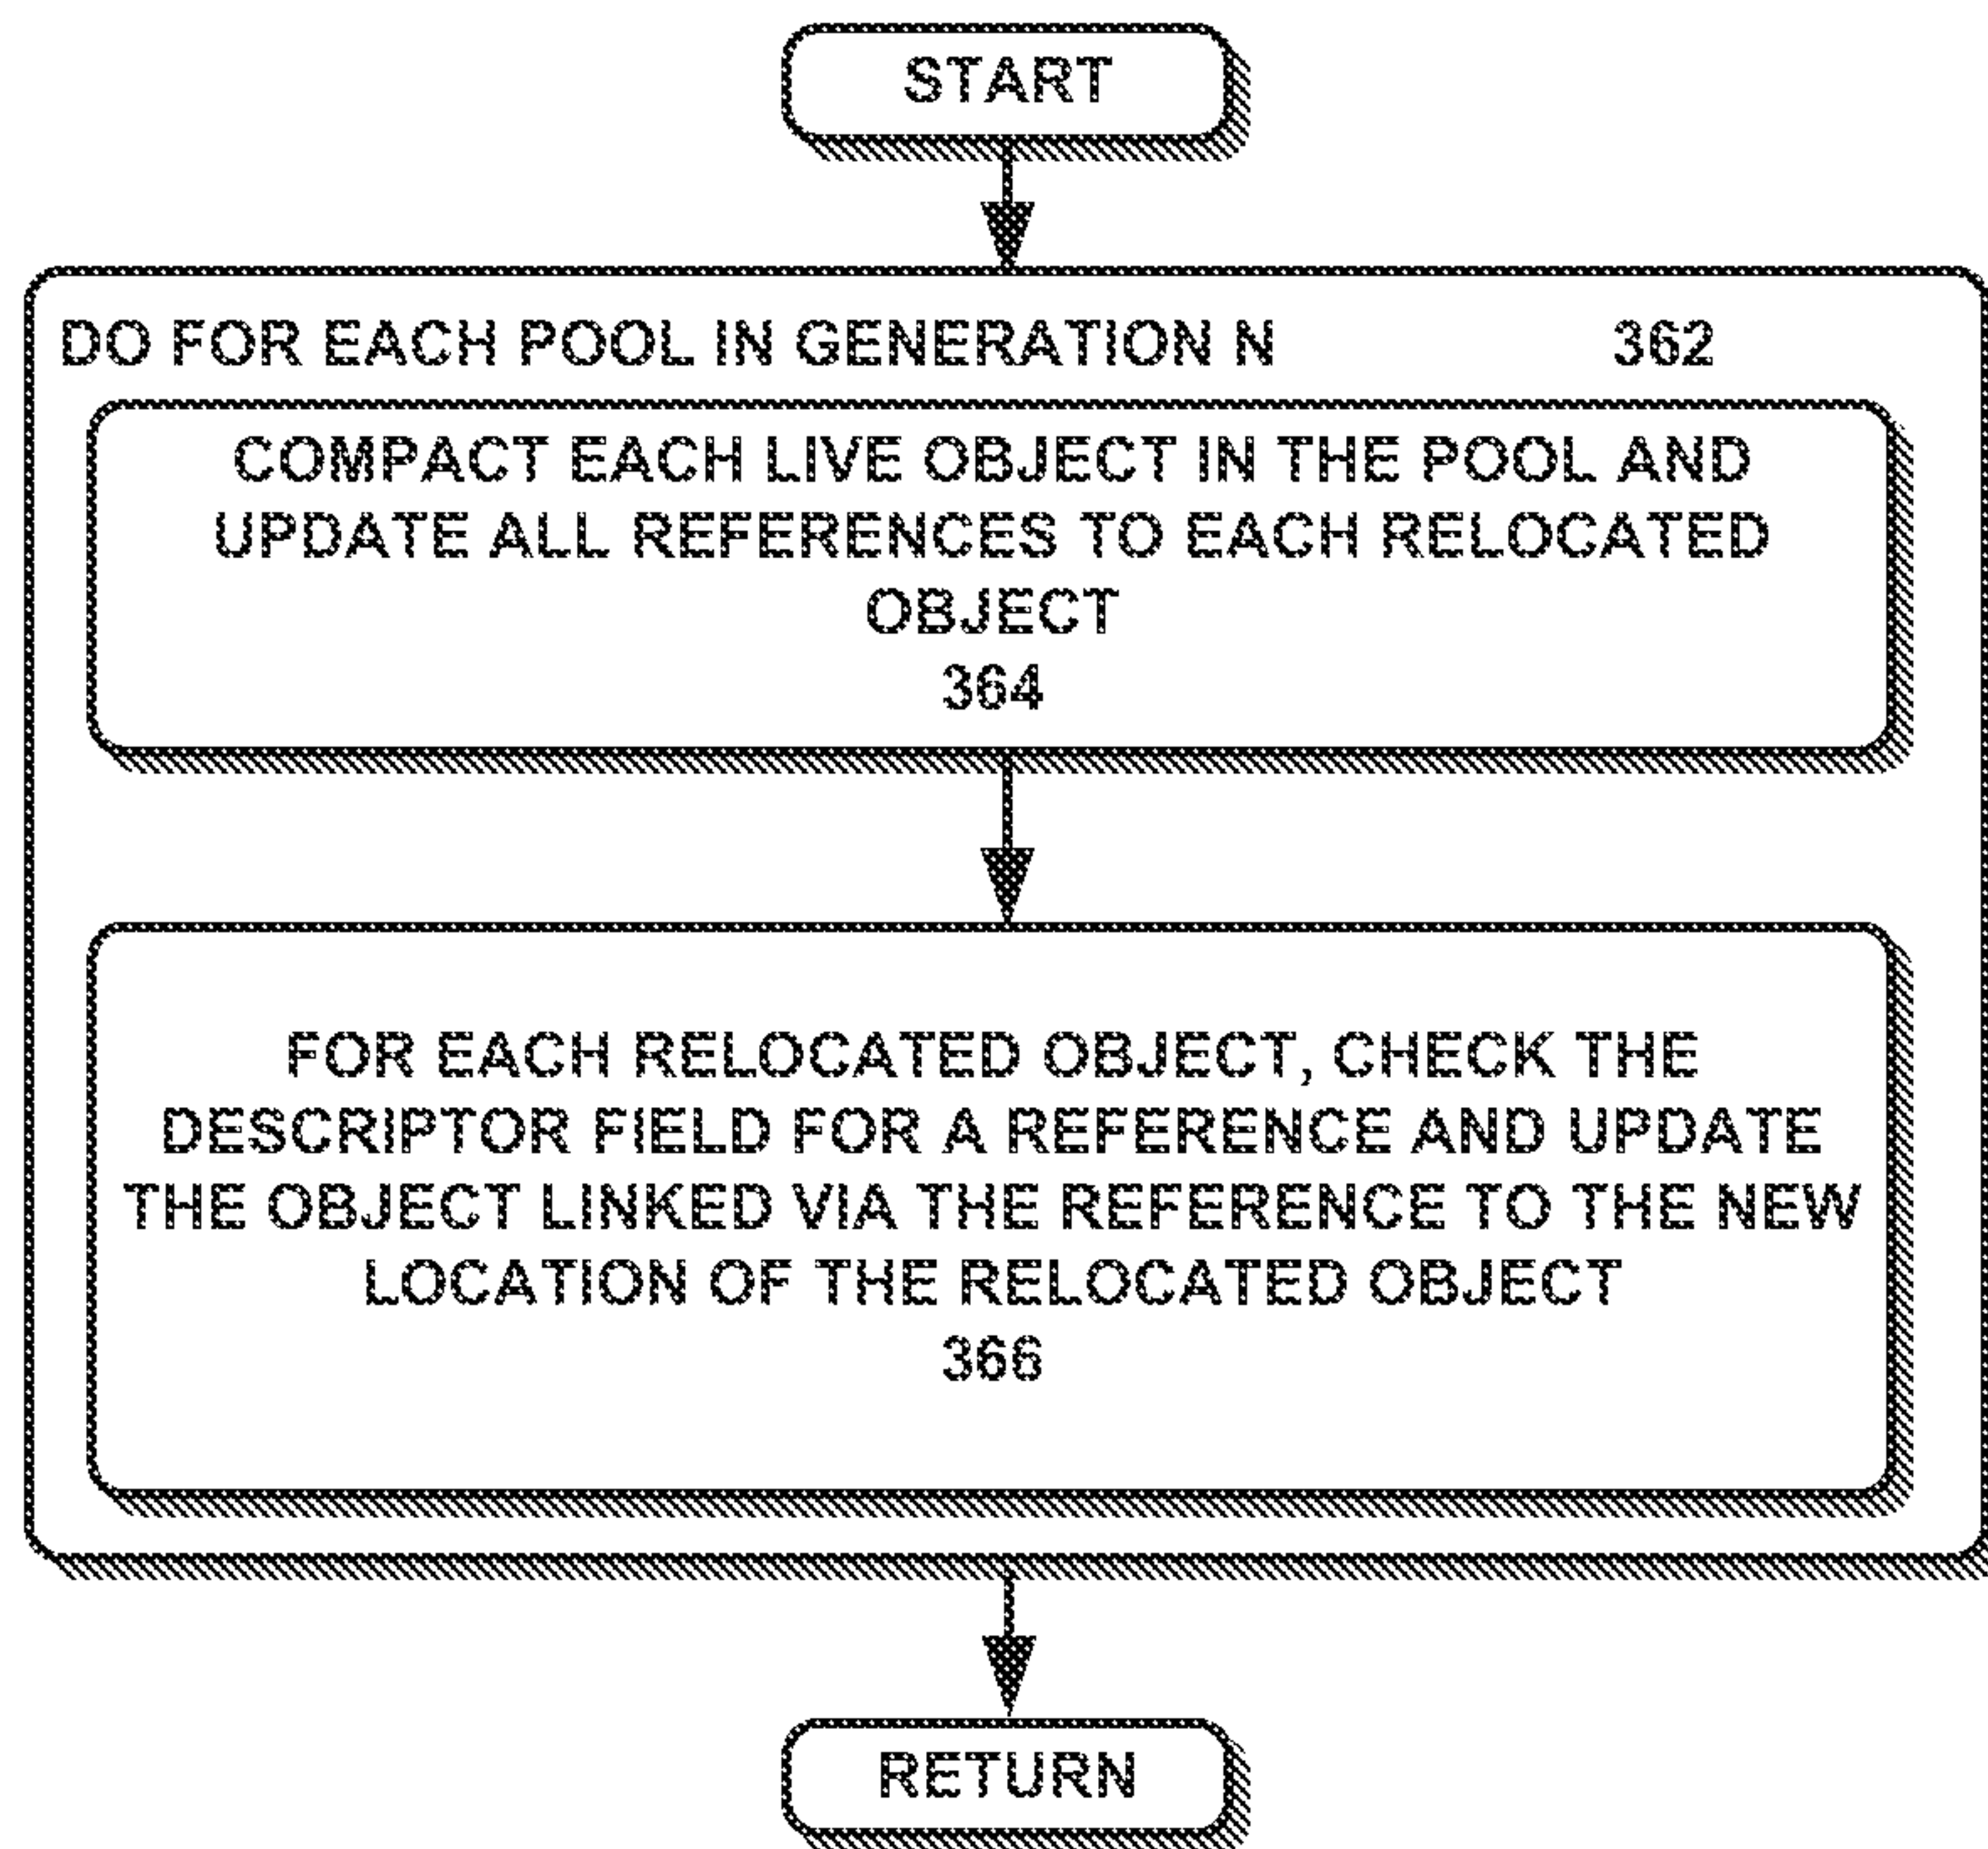 START
DO FOR EACH POOL IN GENERATION N 362
COMPACT EACH LIVE OBJECT IN THE POOL AND
UPDATE ALL REFERENCES TO EACH RELOCATED
OBJECT
364
FOR EACH RELOCATED OBJECT, CHECK THE
DESCRIPTOR FIELD FOR A REFERENCE AND UPDATE
THE OBJECT LINKED VIA THE REFERENCE TO THE NEW
LOCATION OF THE RELOCATED OBJECT
366
RETURN